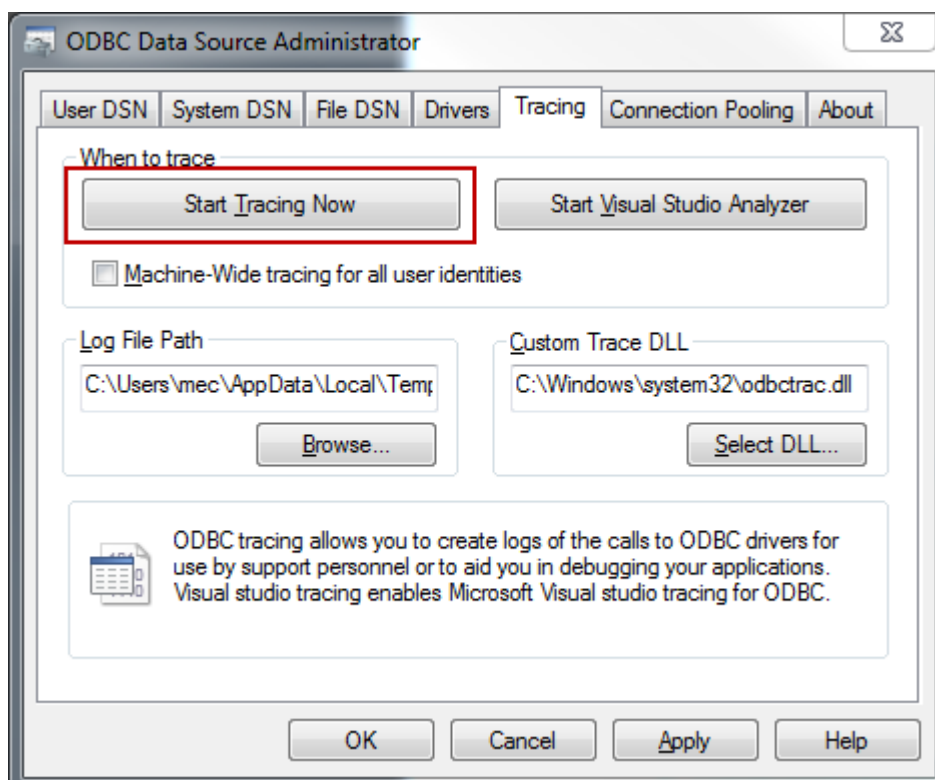 ODBC Data Source Administrator
User DSN System DSN File DSN Drivers Tracing Connection Pooling About
When to trace
Start Tracing Now Start Visual Studio Analyzer
Machine-Wide tracing for all user identities
Log File Path Custom Trace DLL
C:\Users\mec\AppData\Local\Temp C:\Windows\system32\odbctrac.dll
Browse... Select DLL...
ODBC tracing allows you to create logs of the calls to ODBC drivers for
use by support personnel or to aid you in debugging your applications.
Visual studio tracing enables Microsoft Visual studio tracing for ODBC.
OK Cancel Apply Help